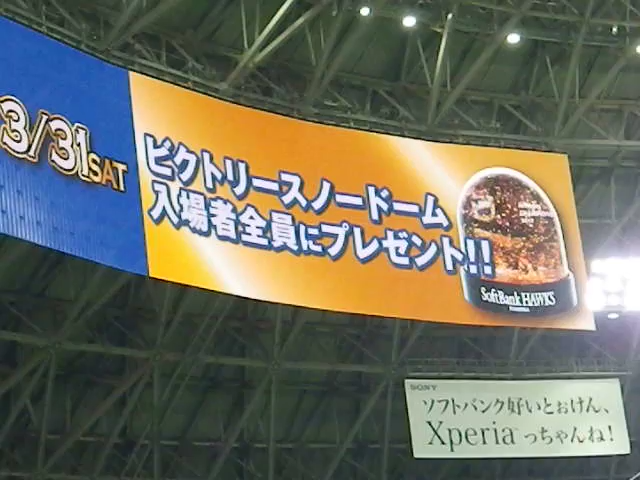 3/31SAT
ビクトリースノードーム
入場者全員にプレゼント!!
SoftBank HAWKS
SONY
ソフトバンク好いとぉけん、
Xperiaっちゃんね!